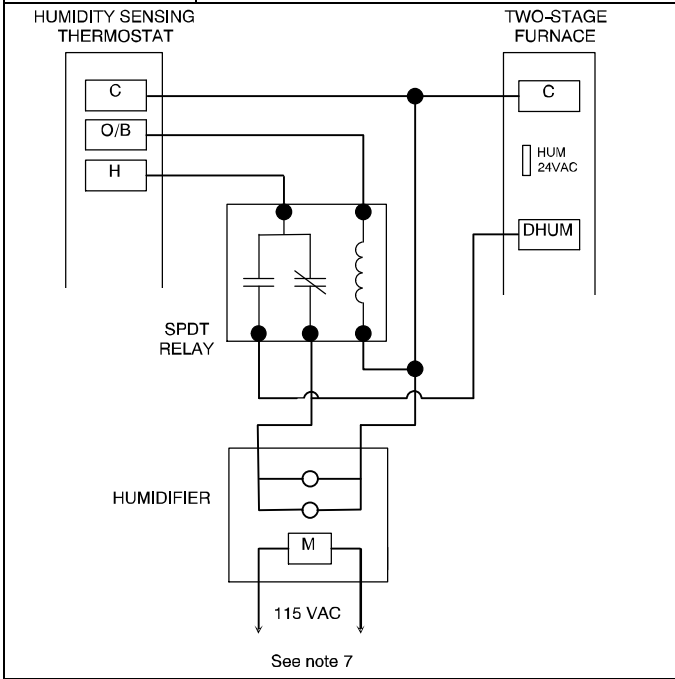 HUMIDITY SENSING
THERMOSTAT
TWO-STAGE
FURNACE
C
C
O/B
HUM
24VAC
H
DHUM
SPDT
RELAY
HUMIDIFIER
M
115 VAC
See note 7